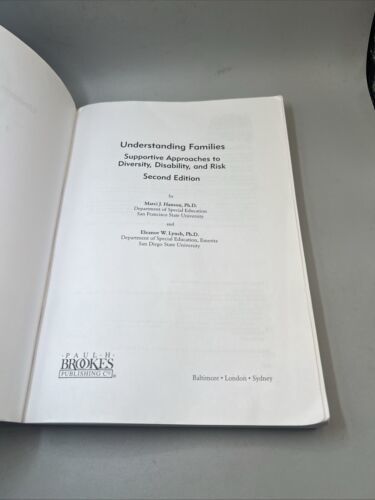 Understanding Families
Supportive Approaches to
Diversity, Disability, and Risk
Second Edition
by
Marci J. Hanson, Ph.D.
Department of Special Education
San Francisco State University
and
Eleanor W. Lynch, Ph.D.
Department of Special Education, Emerita
San Diego State University
·PAUL·H·
BROOKES
PUBLISHING CO®
Baltimore • London • Sydney